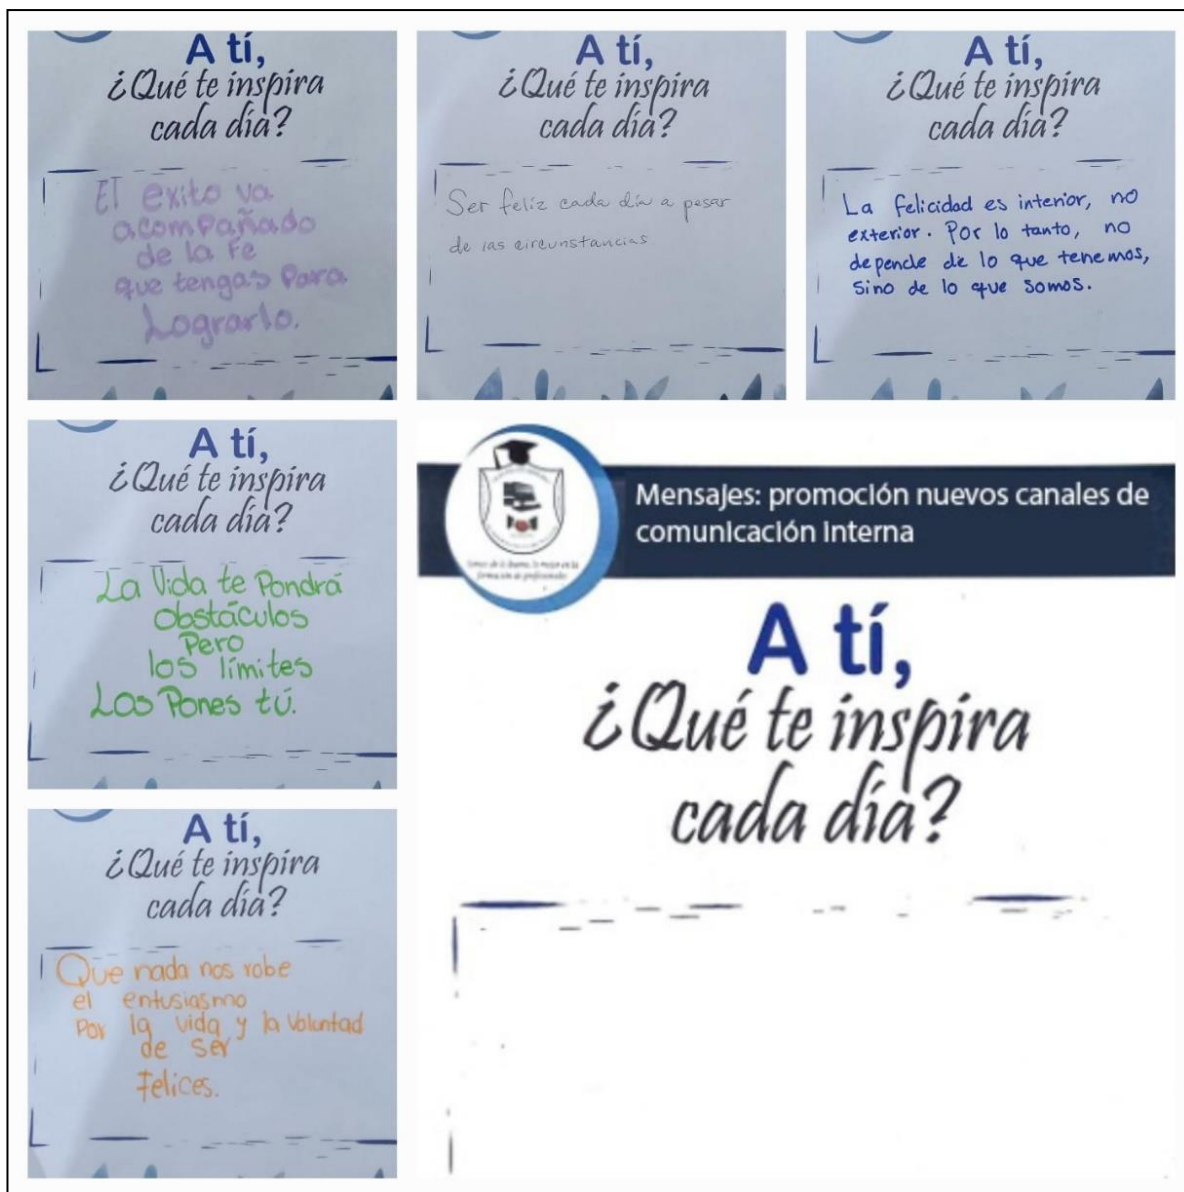 A tí,
¿Qué te inspira
cada día?
El exito va
acompañado
de la Fe
que tengas Para
Lograrlo.
A tí,
¿Qué te inspira
cada día?
Ser feliz cada día a pesar
de las circunstancias
A tí,
¿Qué te inspira
cada día?
La felicidad es interior, no
exterior. Por lo tanto, no
depende de lo que tenemos,
sino de lo que somos.
A tí,
¿Qué te inspira
cada día?
La Vida te Pondrá
obstáculos
Pero
los límites
Los Pones tú.
Mensajes: promoción nuevos canales de
comunicación interna
A tí,
¿Qué te inspira
cada día?
A tí,
¿Qué te inspira
cada día?
Que nada nos robe
el entusiasmo
Por la vida y la Voluntad
de ser
Felices.